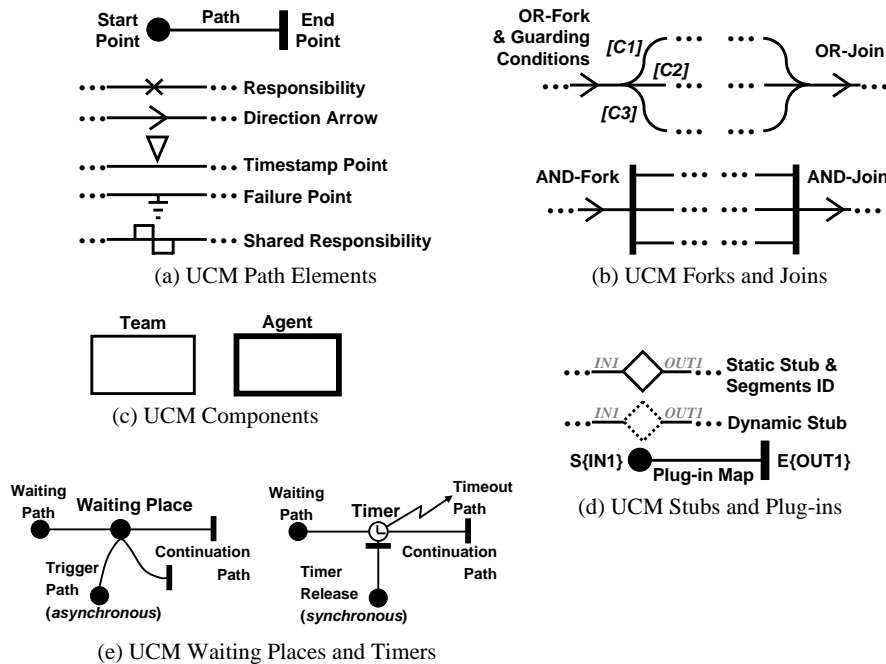 Start Point
Path
End Point
Responsibility
Direction Arrow
Timestamp Point
Failure Point
Shared Responsibility
(a) UCM Path Elements
OR-Fork
& Guarding
Conditions
[C1]
[C2]
[C3]
OR-Join
AND-Fork
AND-Join
(b) UCM Forks and Joins
Team
Agent
(c) UCM Components
IN1
OUT1
Static Stub &
Segments ID
IN1
OUT1
Dynamic Stub
S{IN1}
Plug-in Map
E{OUT1}
(d) UCM Stubs and Plug-ins
Waiting
Path
Waiting Place
Continuation
Path
Trigger
Path
(asynchronous)
Waiting
Path
Timer
Timeout
Path
Continuation
Path
Timer
Release
(synchronous)
(e) UCM Waiting Places and Timers